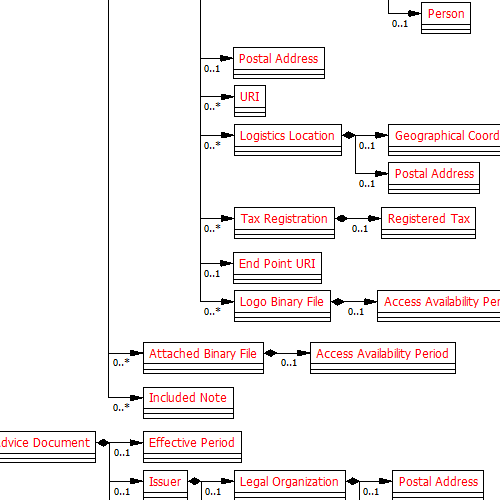 Person
0..1
Postal Address
0..1
URI
0..*
Logistics Location
Geographical Coord
0..*
0..1
Postal Address
0..1
Tax Registration
Registered Tax
0..*
0..1
End Point URI
0..1
Logo Binary File
Access Availability Per
0..*
0..1
Attached Binary File
Access Availability Period
0..*
0..1
Included Note
0..*
dvice Document
Effective Period
0..1
Issuer
Legal Organization
Postal Address
0..1
0..1
0..1